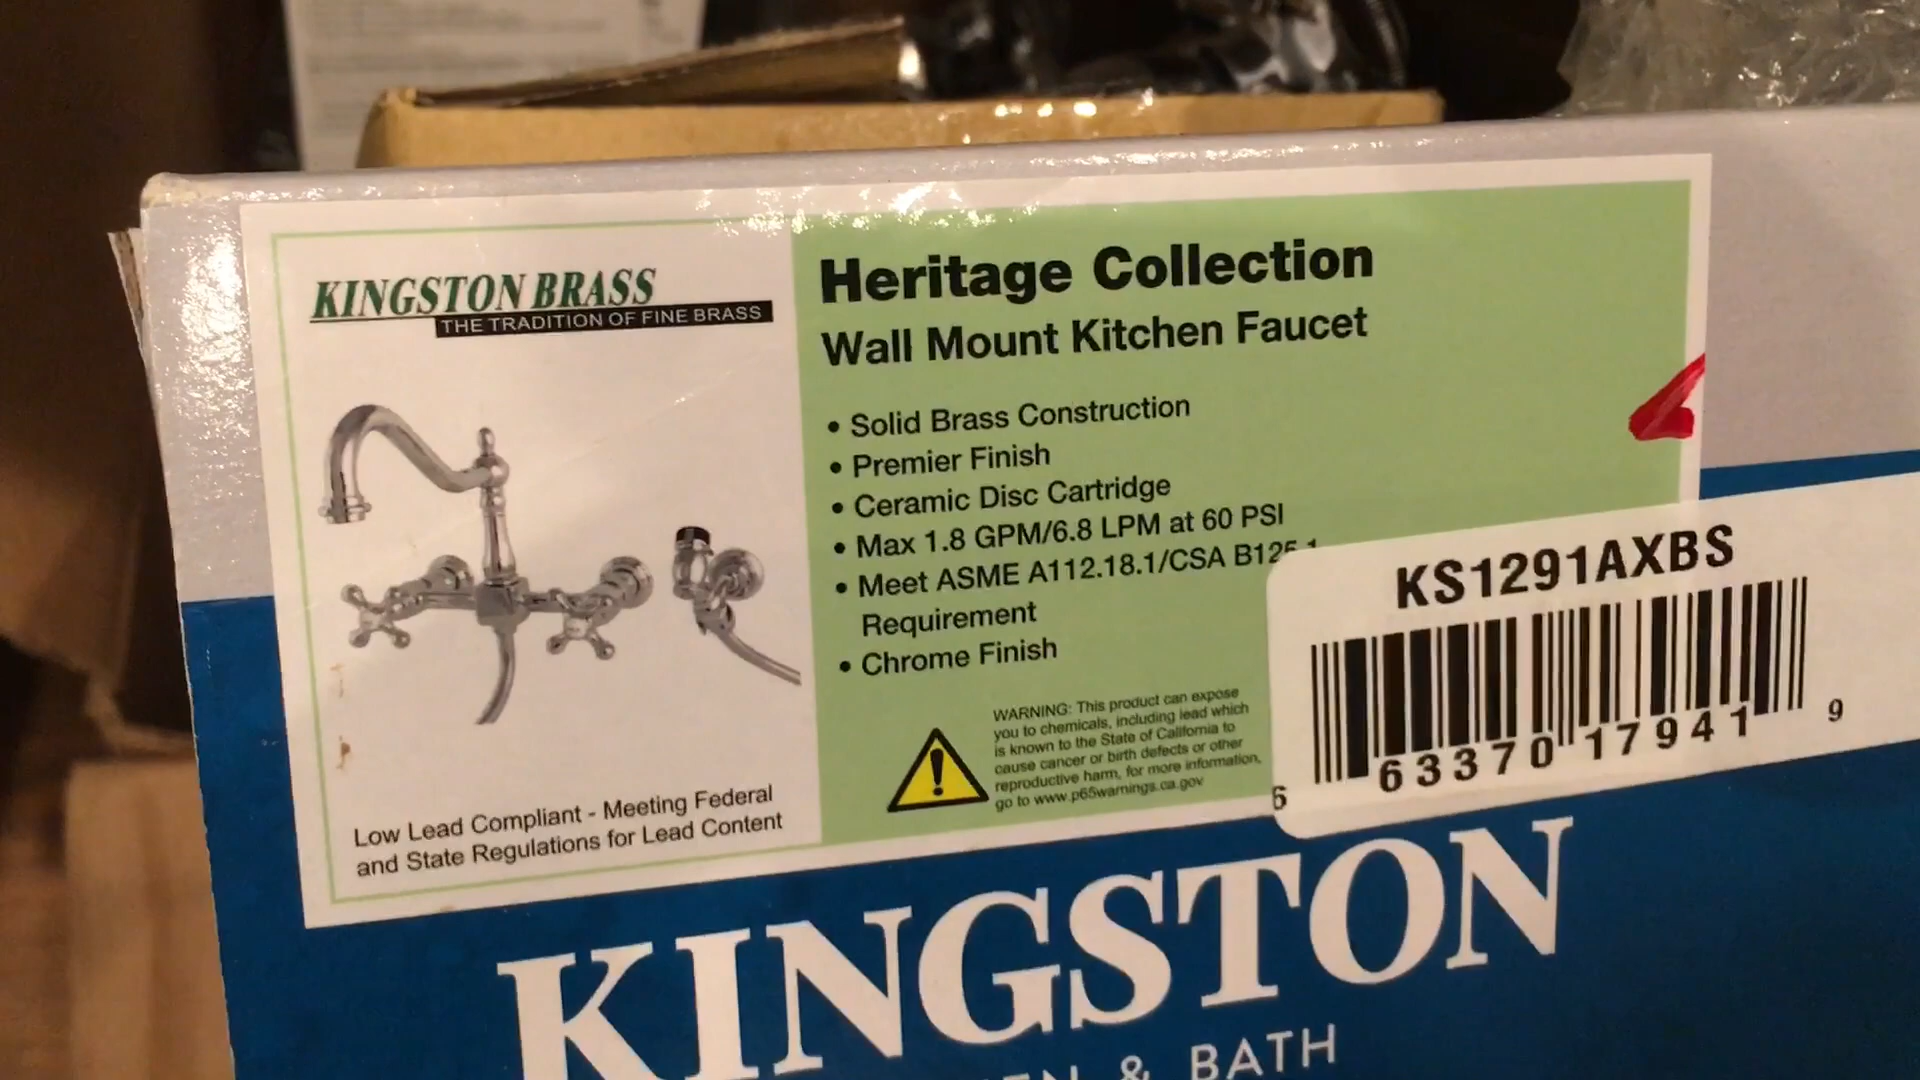 KINGSTON BRASS
THE TRADITION OF FINE BRASS
Low Lead Compliant - Meeting Federal
and State Regulations for Lead Content
Heritage Collection
Wall Mount Kitchen Faucet
• Solid Brass Construction
• Premier Finish
• Ceramic Disc Cartridge
• Max 1.8 GPM/6.8 LPM at 60 PSI
• Meet ASME A112.18.1/CSA B125.1
Requirement
• Chrome Finish
WARNING: This product can expose
you to chemicals, including lead which
is known to the State of California to
cause cancer or birth defects or other
reproductive harm, for more information,
go to www.p65warnings.ca.gov
KS1291AXBS
6 63370 17941 9
KINGSTON
& BATH